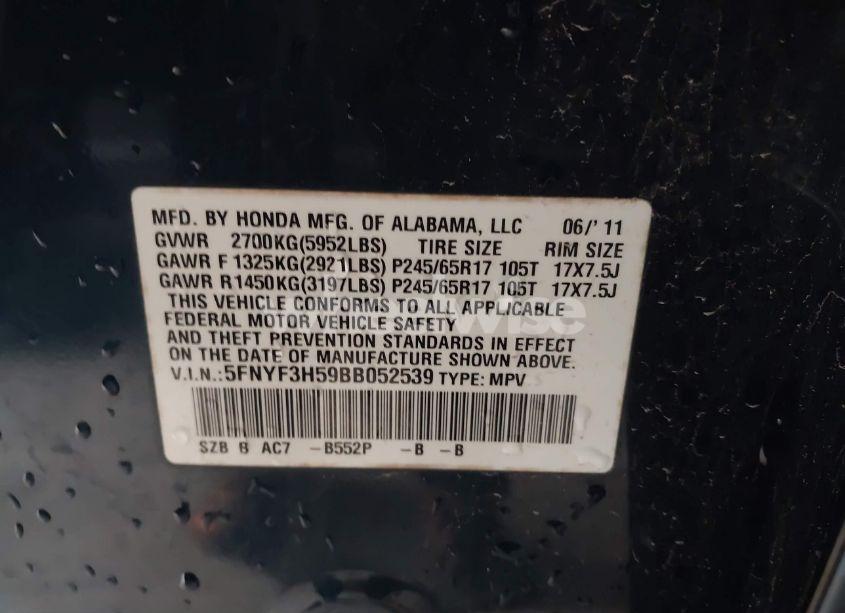 MFD. BY HONDA MFG. OF ALABAMA, LLC 06/' 11
GVWR 2700KG(5952LBS) TIRE SIZE RIM SIZE
GAWR F 1325KG(2921LBS) P245/65R17 105T 17X7.5J
GAWR R 1450KG(3197LBS) P245/65R17 105T 17X7.5J
THIS VEHICLE CONFORMS TO ALL APPLICABLE
FEDERAL MOTOR VEHICLE SAFETY
AND THEFT PREVENTION STANDARDS IN EFFECT
ON THE DATE OF MANUFACTURE SHOWN ABOVE.
V.I.N.:5FNYF3H59BB052539 TYPE: MPV
SZB B AC7 -B552P -B -B